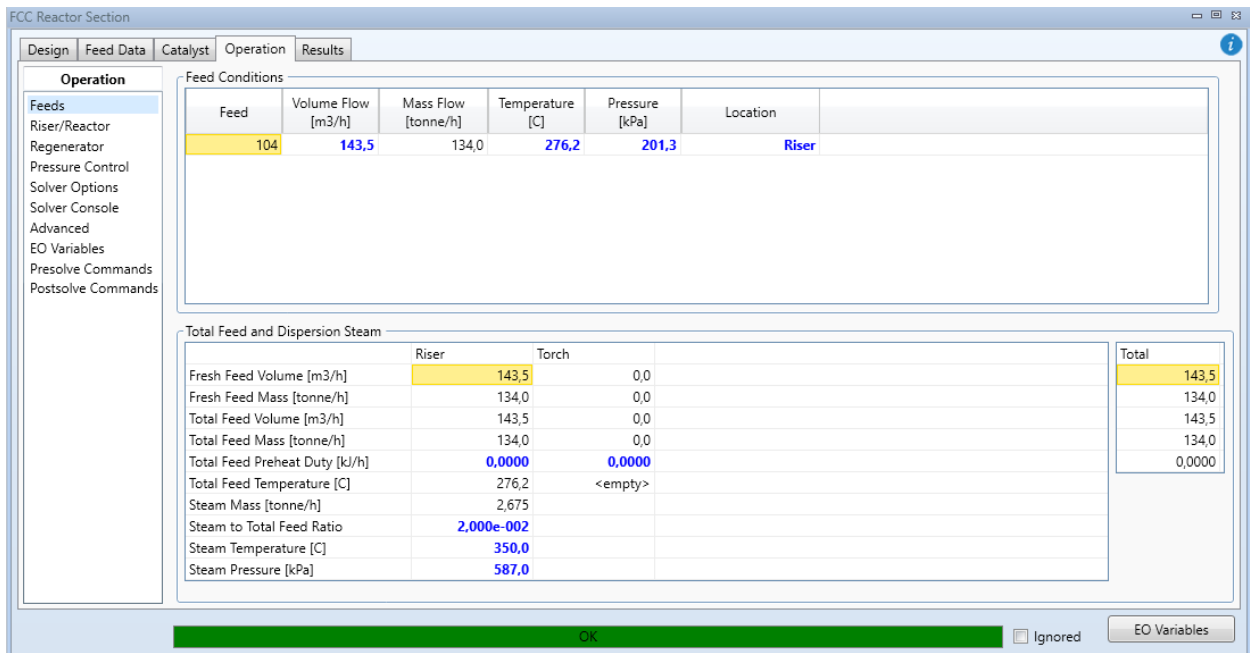 FCC Reactor Section
Design Feed Data Catalyst Operation Results
Operation
Feeds
Riser/Reactor
Regenerator
Pressure Control
Solver Options
Solver Console
Advanced
EO Variables
Presolve Commands
Postsolve Commands
Feed Conditions
Feed Volume Flow [m3/h] Mass Flow [tonne/h] Temperature [C] Pressure [kPa] Location
104 143,5 134,0 276,2 201,3 Riser
Total Feed and Dispersion Steam
Riser Torch Total
Fresh Feed Volume [m3/h] 143,5 0,0 143,5
Fresh Feed Mass [tonne/h] 134,0 0,0 134,0
Total Feed Volume [m3/h] 143,5 0,0 143,5
Total Feed Mass [tonne/h] 134,0 0,0 134,0
Total Feed Preheat Duty [kJ/h] 0,0000 0,0000 0,0000
Total Feed Temperature [C] 276,2 <empty>
Steam Mass [tonne/h] 2,675
Steam to Total Feed Ratio 2,000e-002
Steam Temperature [C] 350,0
Steam Pressure [kPa] 587,0
OK
Ignored
EO Variables